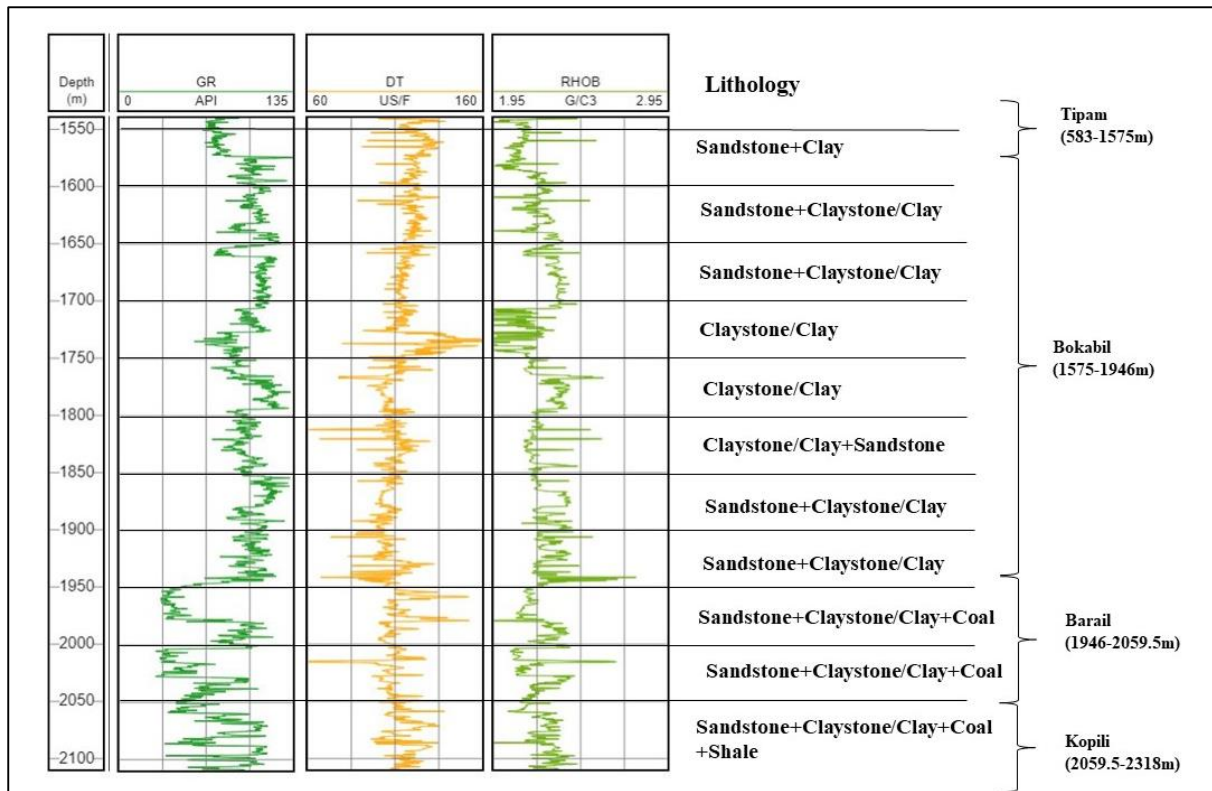 Depth
(m)
GR
0 API 135
DT
60 US/F 160
RHOB
1.95 G/C3 2.95
Lithology
Tipam
(583-1575m)
1550
Sandstone+Clay
1600
Sandstone+Claystone/Clay
1650
Sandstone+Claystone/Clay
1700
Claystone/Clay
1750
Bokabil
(1575-1946m)
Claystone/Clay
1800
Claystone/Clay+Sandstone
1850
Sandstone+Claystone/Clay
1900
Sandstone+Claystone/Clay
1950
Sandstone+Claystone/Clay+Coal
2000
Barail
(1946-2059.5m)
Sandstone+Claystone/Clay+Coal
2050
Sandstone+Claystone/Clay+Coal
+Shale
Kopili
(2059.5-2318m)
2100